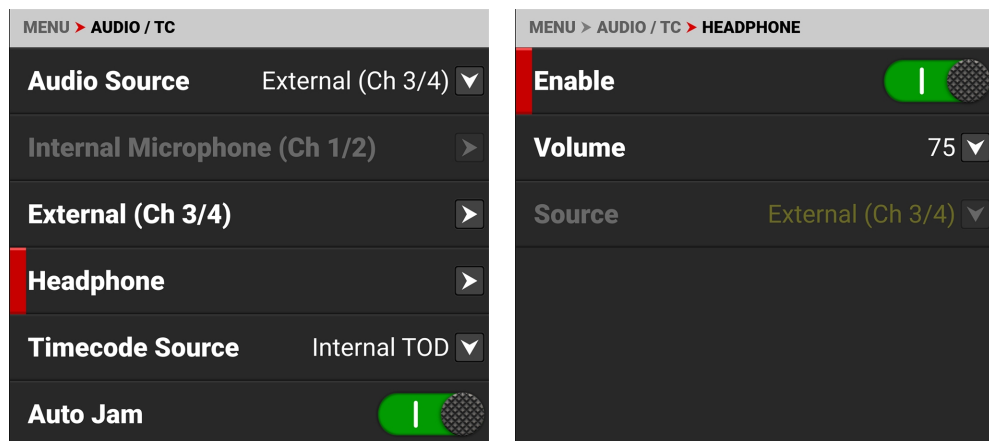 MENU ➤ AUDIO / TC
Audio Source External (Ch 3/4)
Internal Microphone (Ch 1/2)
External (Ch 3/4)
Headphone
Timecode Source Internal TOD
Auto Jam
MENU ➤ AUDIO / TC ➤ HEADPHONE
Enable
Volume 75
Source External (Ch 3/4)